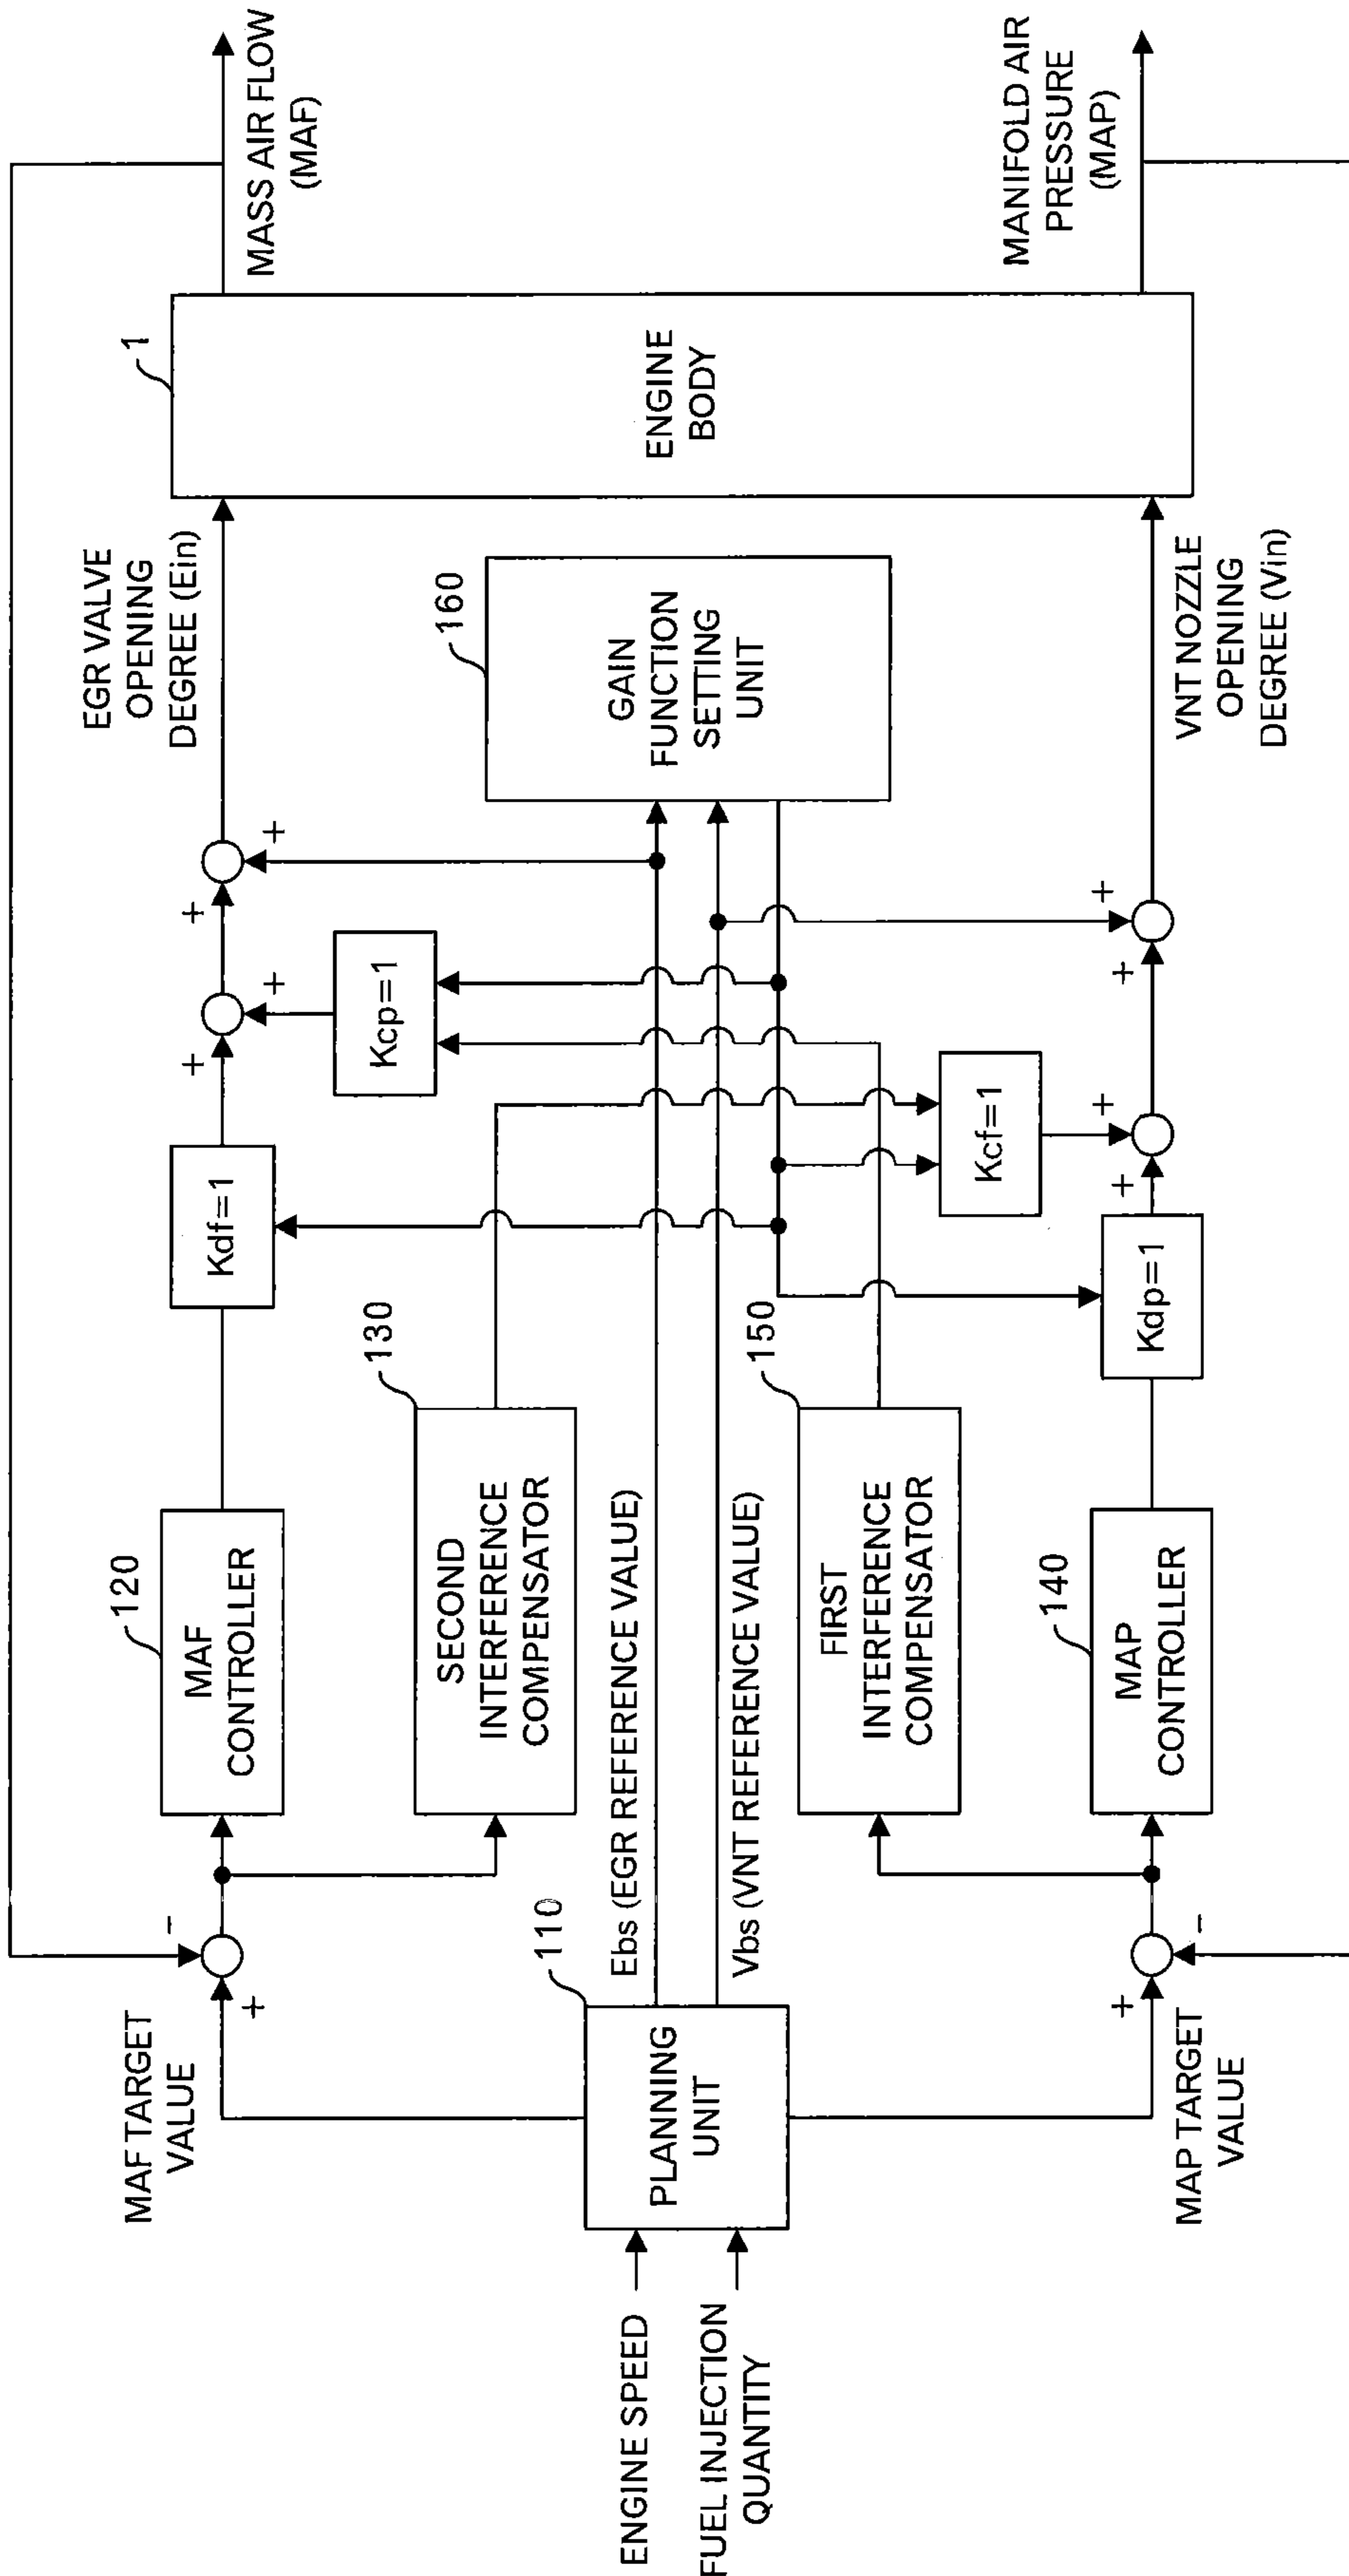 ENGINE SPEED
FUEL INJECTION
QUANTITY
MAF TARGET
VALUE
+
−
110
PLANNING
UNIT
MAP TARGET
VALUE
+
−
120
MAF
CONTROLLER
130
SECOND
INTERFERENCE
COMPENSATOR
Ebs (EGR REFERENCE VALUE)
Vbs (VNT REFERENCE VALUE)
150
FIRST
INTERFERENCE
COMPENSATOR
140
MAP
CONTROLLER
Kdf=1
Kdp=1
Kcp=1
Kcf=1
+
+
+
+
+
+
+
+
160
GAIN
FUNCTION
SETTING
UNIT
EGR VALVE
OPENING
DEGREE (Ein)
VNT NOZZLE
OPENING
DEGREE (Vin)
1
ENGINE
BODY
MASS AIR FLOW
(MAF)
MANIFOLD AIR
PRESSURE
(MAP)